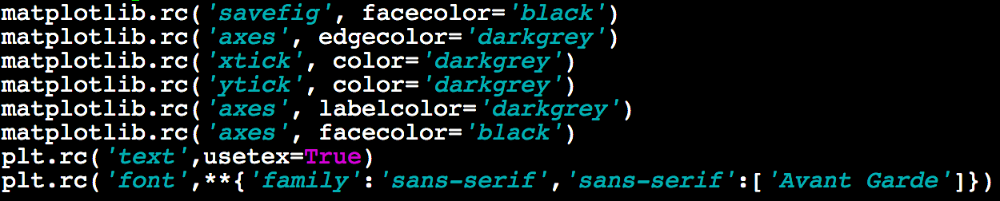 matplotlib.rc('savefig', facecolor='black')
matplotlib.rc('axes', edgecolor='darkgrey')
matplotlib.rc('xtick', color='darkgrey')
matplotlib.rc('ytick', color='darkgrey')
matplotlib.rc('axes', labelcolor='darkgrey')
matplotlib.rc('axes', facecolor='black')
plt.rc('text',usetex=True)
plt.rc('font',**{'family':'sans-serif','sans-serif':['Avant Garde']})